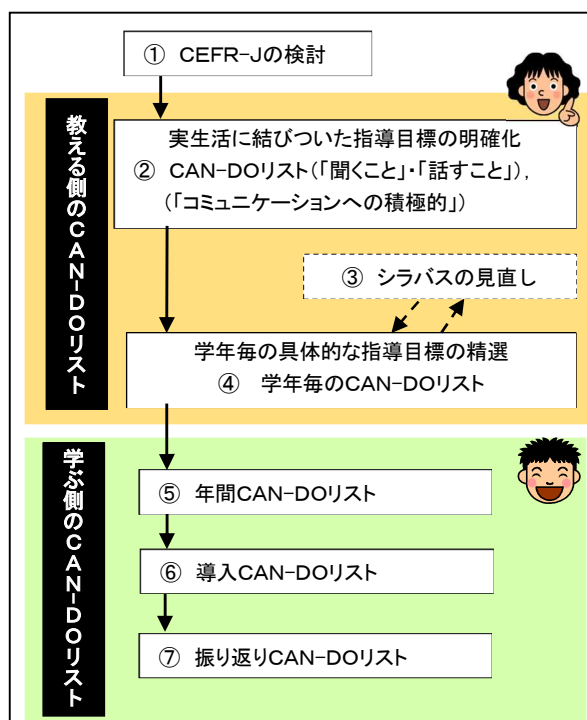 ① CEFR-Jの検討
教える側のCAN-DOリスト
実生活に結びついた指導目標の明確化
② CAN-DOリスト(「聞くこと」・「話すこと」),
(「コミュニケーションへの積極的」)
③ シラバスの見直し
学年毎の具体的な指導目標の精選
④ 学年毎のCAN-DOリスト
学ぶ側のCAN-DOリスト
⑤ 年間CAN-DOリスト
⑥ 導入CAN-DOリスト
⑦ 振り返りCAN-DOリスト